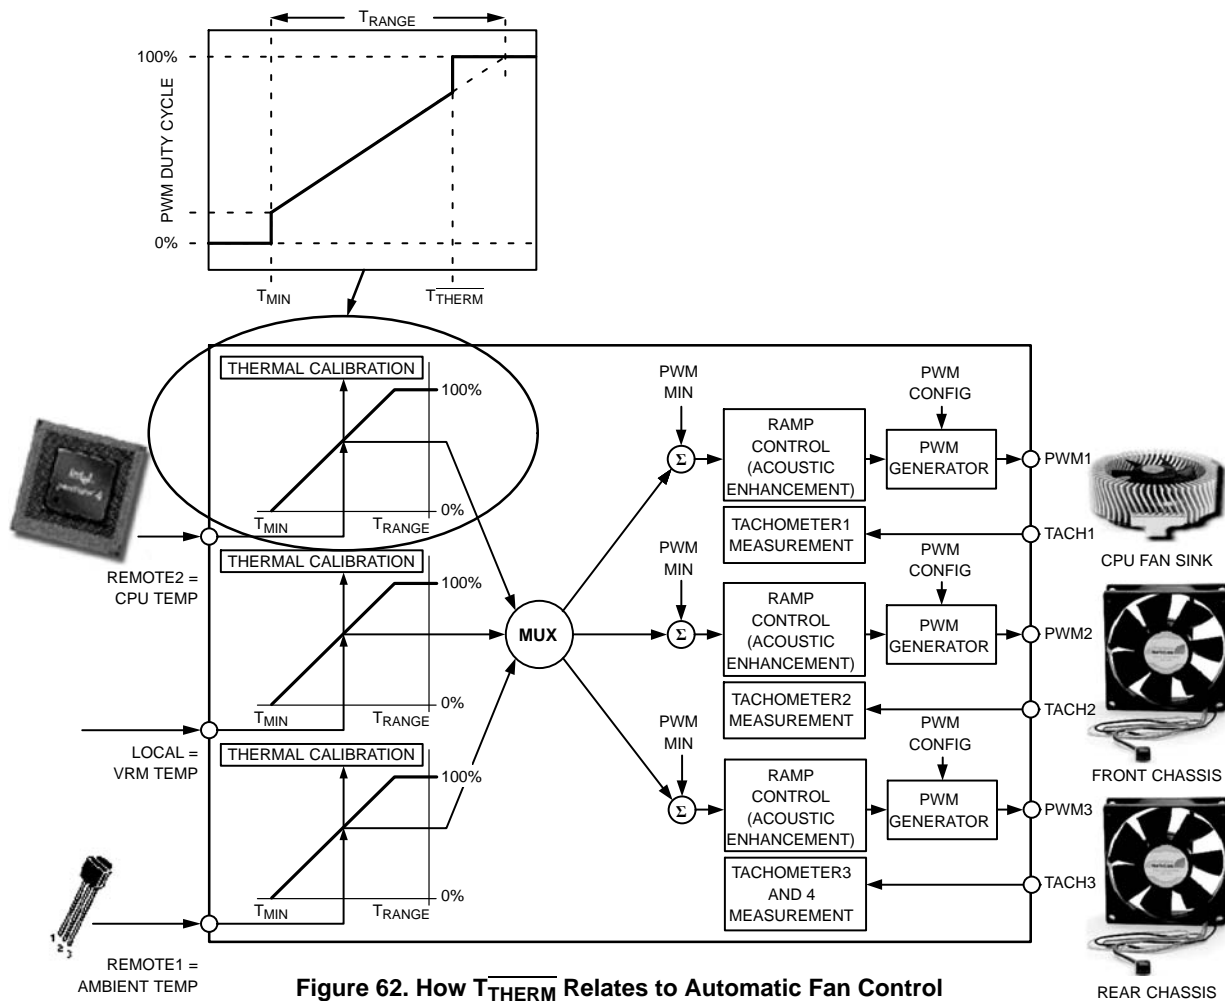 TRANGE
100%
PWM DUTY CYCLE
0%
TMIN
TTHERM
THERMAL CALIBRATION
100%
TMIN
TRANGE
0%
REMOTE2 =
CPU TEMP
THERMAL CALIBRATION
100%
TMIN
TRANGE
0%
LOCAL =
VRM TEMP
THERMAL CALIBRATION
100%
TMIN
TRANGE
0%
1
2
3
REMOTE1 =
AMBIENT TEMP
MUX
PWM
MIN
Σ
RAMP
CONTROL
(ACOUSTIC
ENHANCEMENT)
PWM
CONFIG
PWM
GENERATOR
PWM1
TACHOMETER1
MEASUREMENT
TACH1
CPU FAN SINK
PWM
MIN
Σ
RAMP
CONTROL
(ACOUSTIC
ENHANCEMENT)
PWM
CONFIG
PWM
GENERATOR
PWM2
TACHOMETER2
MEASUREMENT
TACH2
FRONT CHASSIS
PWM
MIN
Σ
RAMP
CONTROL
(ACOUSTIC
ENHANCEMENT)
PWM
CONFIG
PWM
GENERATOR
PWM3
TACHOMETER3
AND 4
MEASUREMENT
TACH3
REAR CHASSIS
Figure 62. How TTHERM Relates to Automatic Fan Control